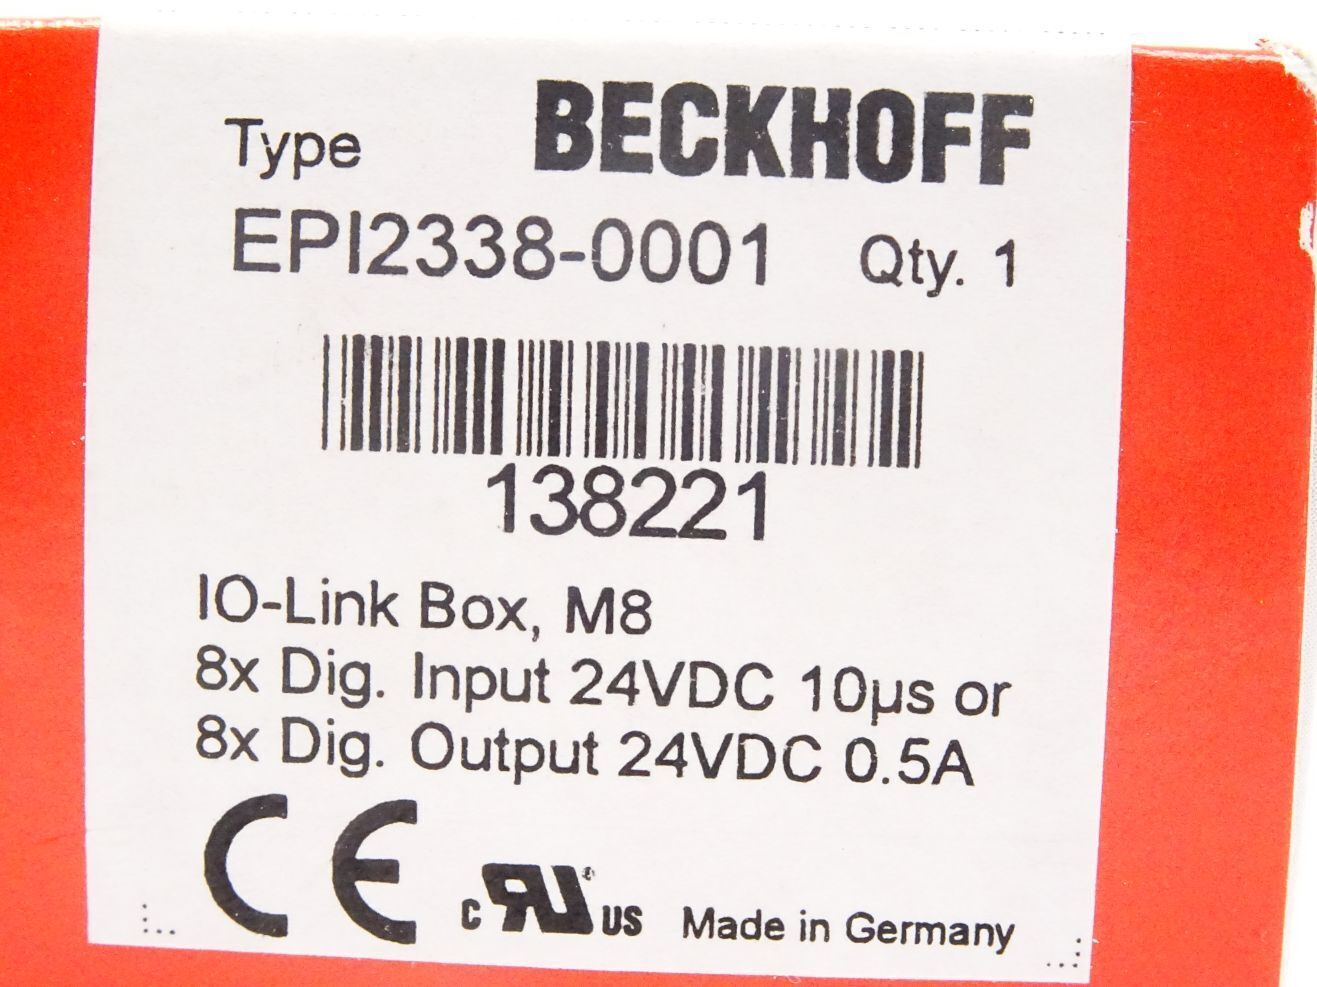 Type BECKHOFF
EPI2338-0001 Qty. 1
138221
IO-Link Box, M8
8x Dig. Input 24VDC 10µs or
8x Dig. Output 24VDC 0.5A
CE c RU ® US Made in Germany